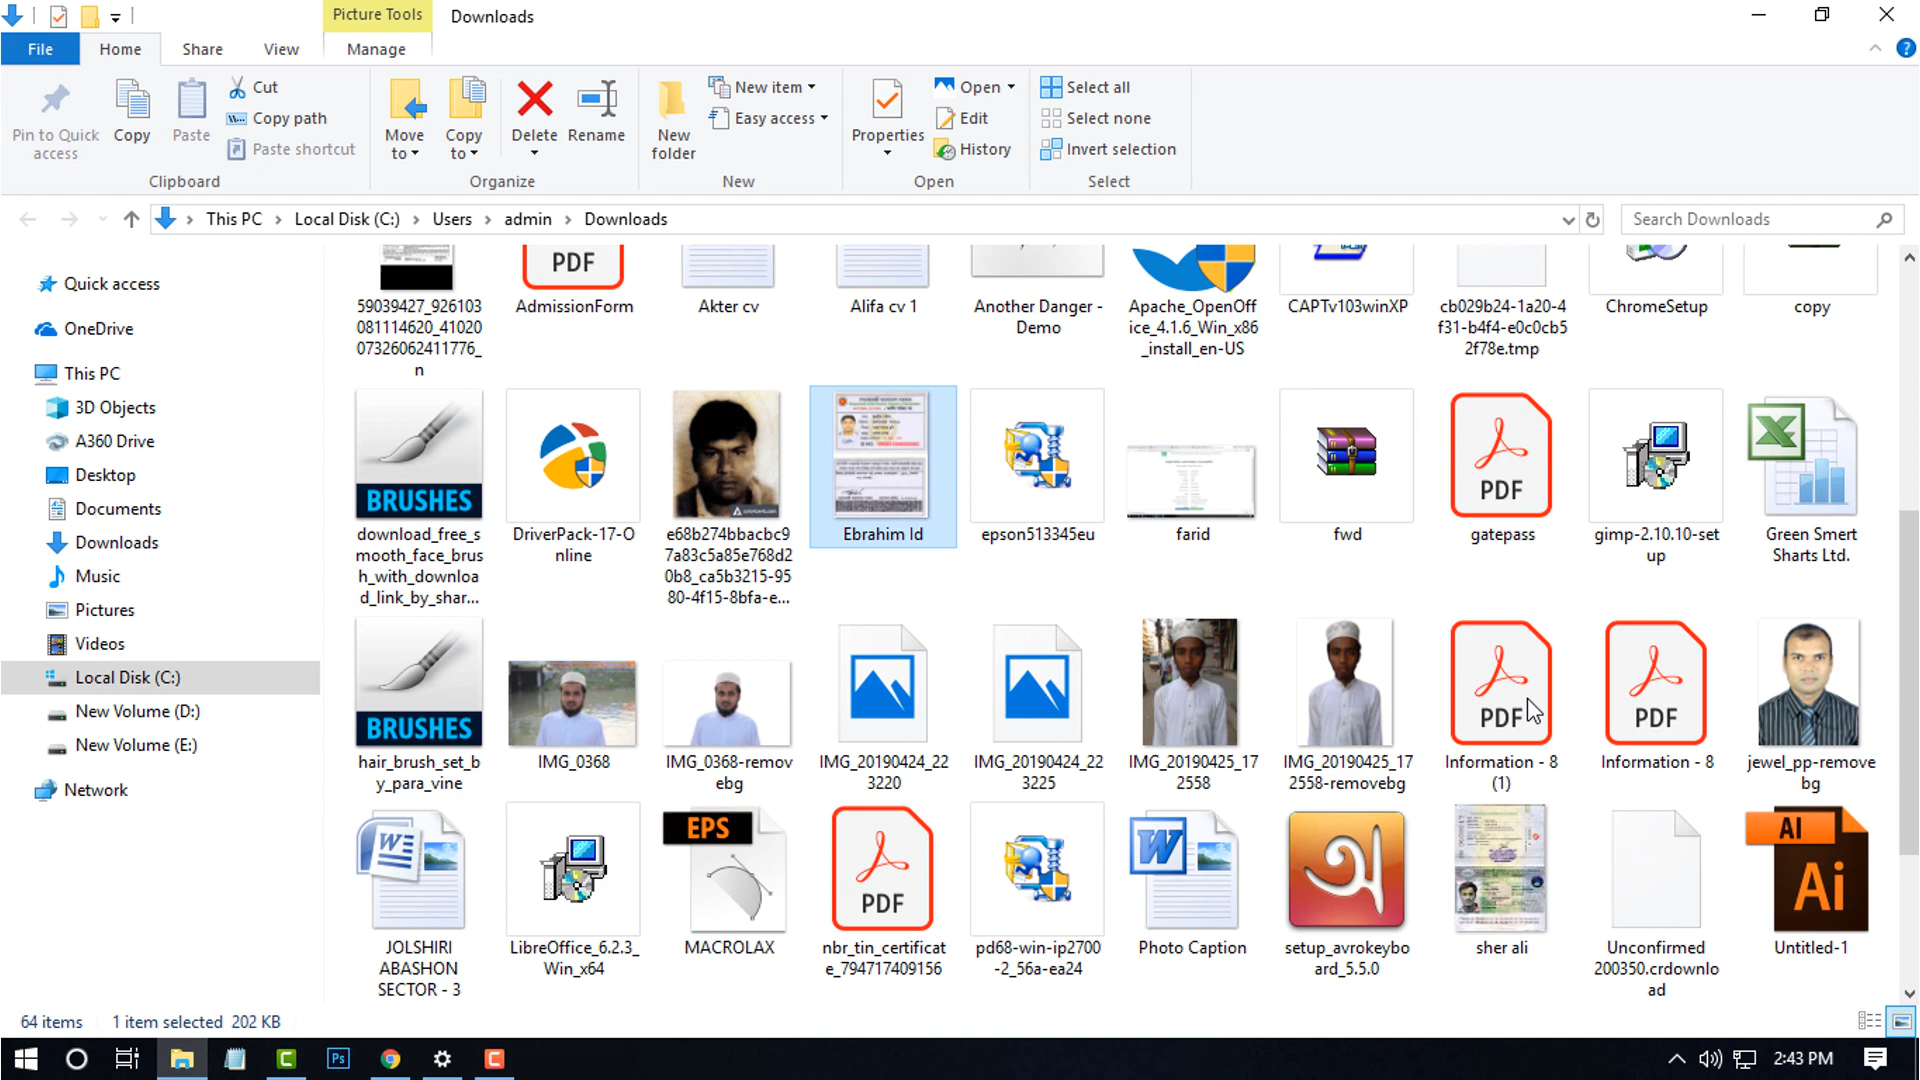 Picture Tools
Downloads
File
Home
Share
View
Manage
Pin to Quick
access
Copy
Paste
Cut
Copy path
Paste shortcut
Clipboard
Move
to
Copy
to
Delete
Rename
Organize
New
folder
New item
Easy access
New
Properties
Open
Edit
History
Open
Select all
Select none
Invert selection
Select
This PC
Local Disk (C:)
Users
admin
Downloads
Search Downloads
Quick access
OneDrive
This PC
3D Objects
A360 Drive
Desktop
Documents
Downloads
Music
Pictures
Videos
Local Disk (C:)
New Volume (D:)
New Volume (E:)
Network
59039427_926103
081114620_41020
07326062411776_
n
PDF
AdmissionForm
Akter cv
Alifa cv 1
Another Danger -
Demo
Apache_OpenOff
ice_4.1.6_Win_x86
_install_en-US
CAPTv103winXP
cb029b24-1a20-4
f31-b4f4-e0c0cb5
2f78e.tmp
ChromeSetup
copy
BRUSHES
download_free_s
mooth_face_brus
h_with_downloa
d_link_by_shar...
DriverPack-17-O
nline
e68b274bbacbc9
7a83c5a85e768d2
0b8_ca5b3215-95
80-4f15-8bfa-e...
Ebrahim Id
epson513345eu
farid
fwd
PDF
gatepass
gimp-2.10.10-set
up
Green Smert
Sharts Ltd.
BRUSHES
hair_brush_set_b
y_para_vine
IMG_0368
IMG_0368-remov
ebg
IMG_20190424_22
3220
IMG_20190424_22
3225
IMG_20190425_17
2558
IMG_20190425_17
2558-removebg
PDF
Information - 8
(1)
PDF
Information - 8
jewel_pp-remove
bg
W
JOLSHIRI
ABASHON
SECTOR - 3
LibreOffice_6.2.3_
Win_x64
EPS
MACROLAX
PDF
nbr_tin_certificat
e_794717409156
pd68-win-ip2700
-2_56a-ea24
W
Photo Caption
অ
setup_avrokeybo
ard_5.5.0
sher ali
Unconfirmed
200350.crdownlo
ad
AI
Ai
Untitled-1
64 items
1 item selected 202 KB
Ps
2:43 PM